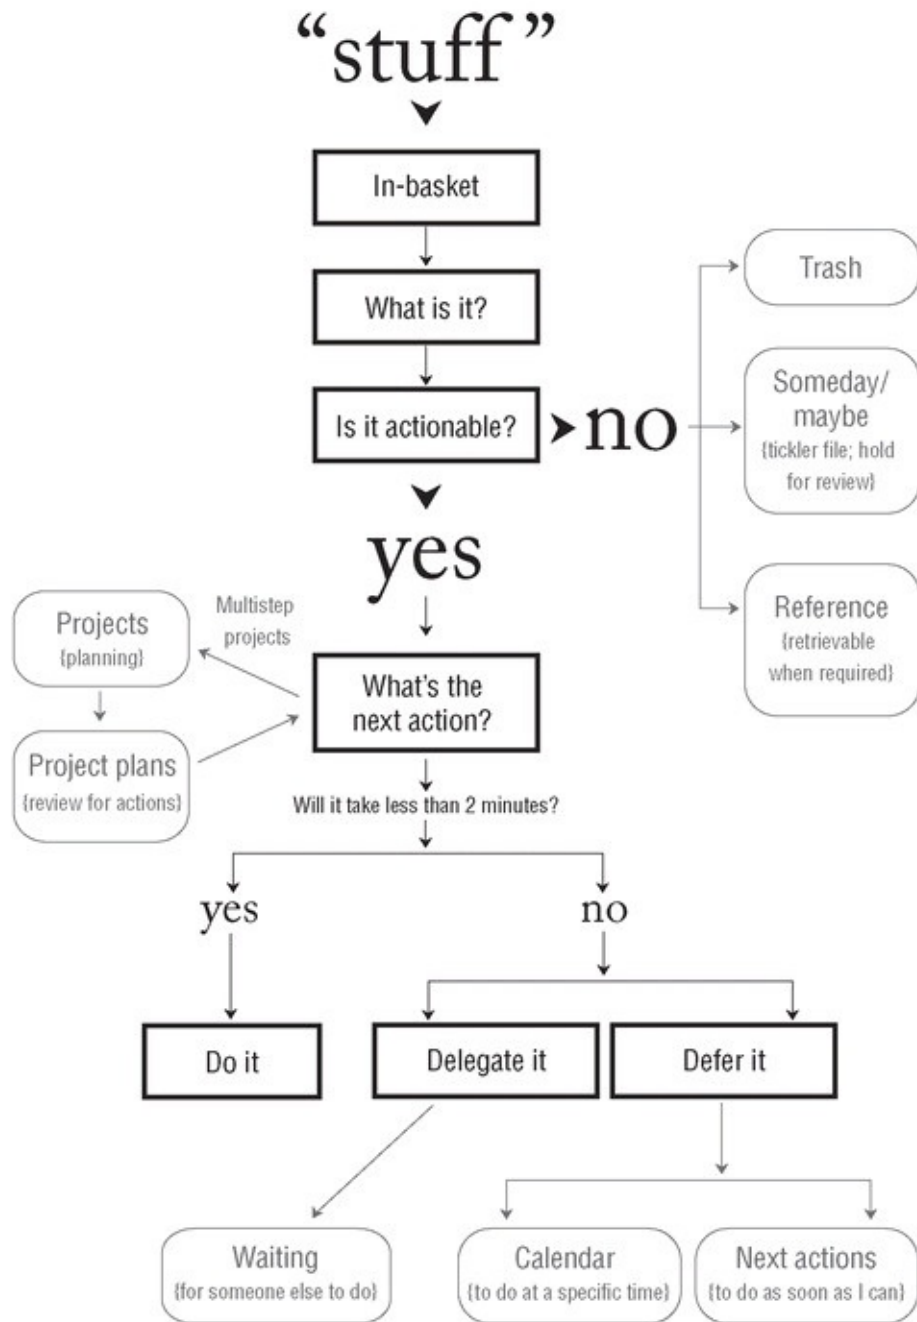 “stuff”
In-basket
What is it?
Is it actionable?
no
Trash
Someday/
maybe
{tickler file; hold
for review}
Reference
{retrievable
when required}
yes
Multistep
projects
Projects
{planning}
Project plans
{review for actions}
What’s the
next action?
Will it take less than 2 minutes?
yes
no
Do it
Delegate it
Defer it
Waiting
{for someone else to do}
Calendar
{to do at a specific time}
Next actions
{to do as soon as I can}